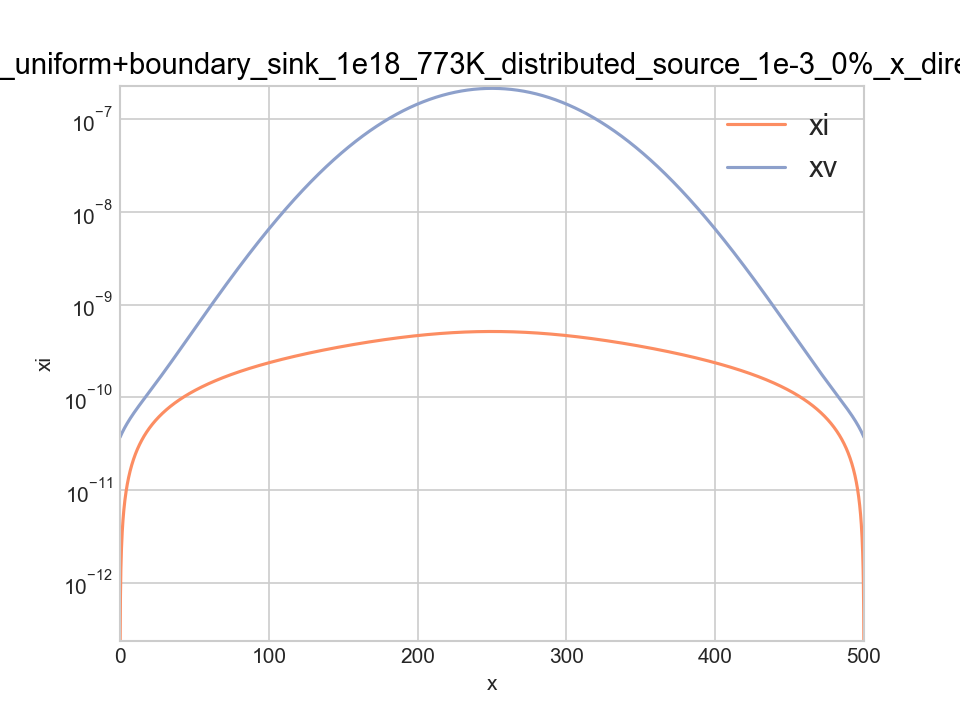 _uniform+boundary_sink_1e18_773K_distributed_source_1e-3_0%_x_dire
xi
xv
10^-7
10^-8
10^-9
10^-10
10^-11
10^-12
xi
0 100 200 300 400 500
x